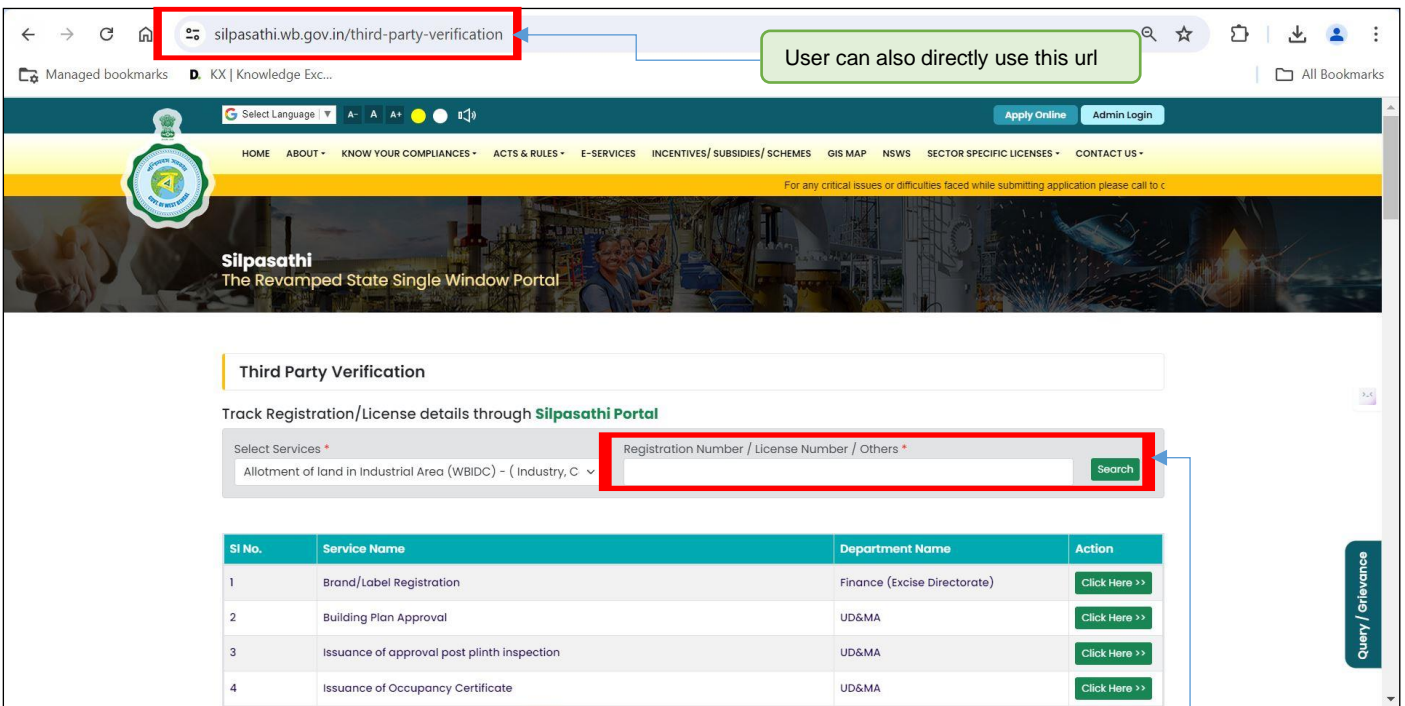 silpasathi.wb.gov.in/third-party-verification
User can also directly use this url
Managed bookmarks D. KX | Knowledge Exc... All Bookmarks
G Select Language ▼ A- A A+ Apply Online Admin Login
HOME ABOUT KNOW YOUR COMPLIANCES ACTS & RULES E-SERVICES INCENTIVES/ SUBSIDIES/ SCHEMES GIS MAP NSWS SECTOR SPECIFIC LICENSES CONTACT US
For any critical issues or difficulties faced while submitting application please call to c
Silpasathi
The Revamped State Single Window Portal
Third Party Verification
Track Registration/License details through Silpasathi Portal
Select Services * Registration Number / License Number / Others *
Allotment of land in Industrial Area (WBIDC) - ( Industry, C Search
Sl No. Service Name Department Name Action
1 Brand/Label Registration Finance (Excise Directorate) Click Here >>
2 Building Plan Approval UD&MA Click Here >>
3 Issuance of approval post plinth inspection UD&MA Click Here >>
4 Issuance of Occupancy Certificate UD&MA Click Here >>
Query / Grievance